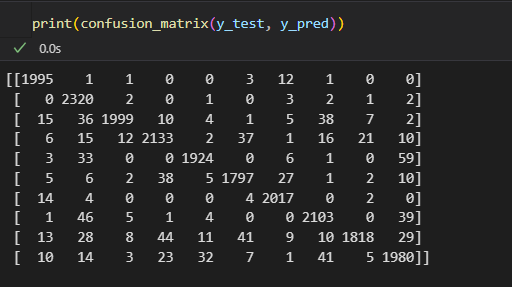 print(confusion_matrix(y_test, y_pred))
✓ 0.0s
[[1995 1 1 0 0 3 12 1 0 0]
[ 0 2320 2 0 1 0 3 2 1 2]
[ 15 36 1999 10 4 1 5 38 7 2]
[ 6 15 12 2133 2 37 1 16 21 10]
[ 3 33 0 0 1924 0 6 1 0 59]
[ 5 6 2 38 5 1797 27 1 2 10]
[ 14 4 0 0 0 4 2017 0 2 0]
[ 1 46 5 1 4 0 0 2103 0 39]
[ 13 28 8 44 11 41 9 10 1818 29]
[ 10 14 3 23 32 7 1 41 5 1980]]